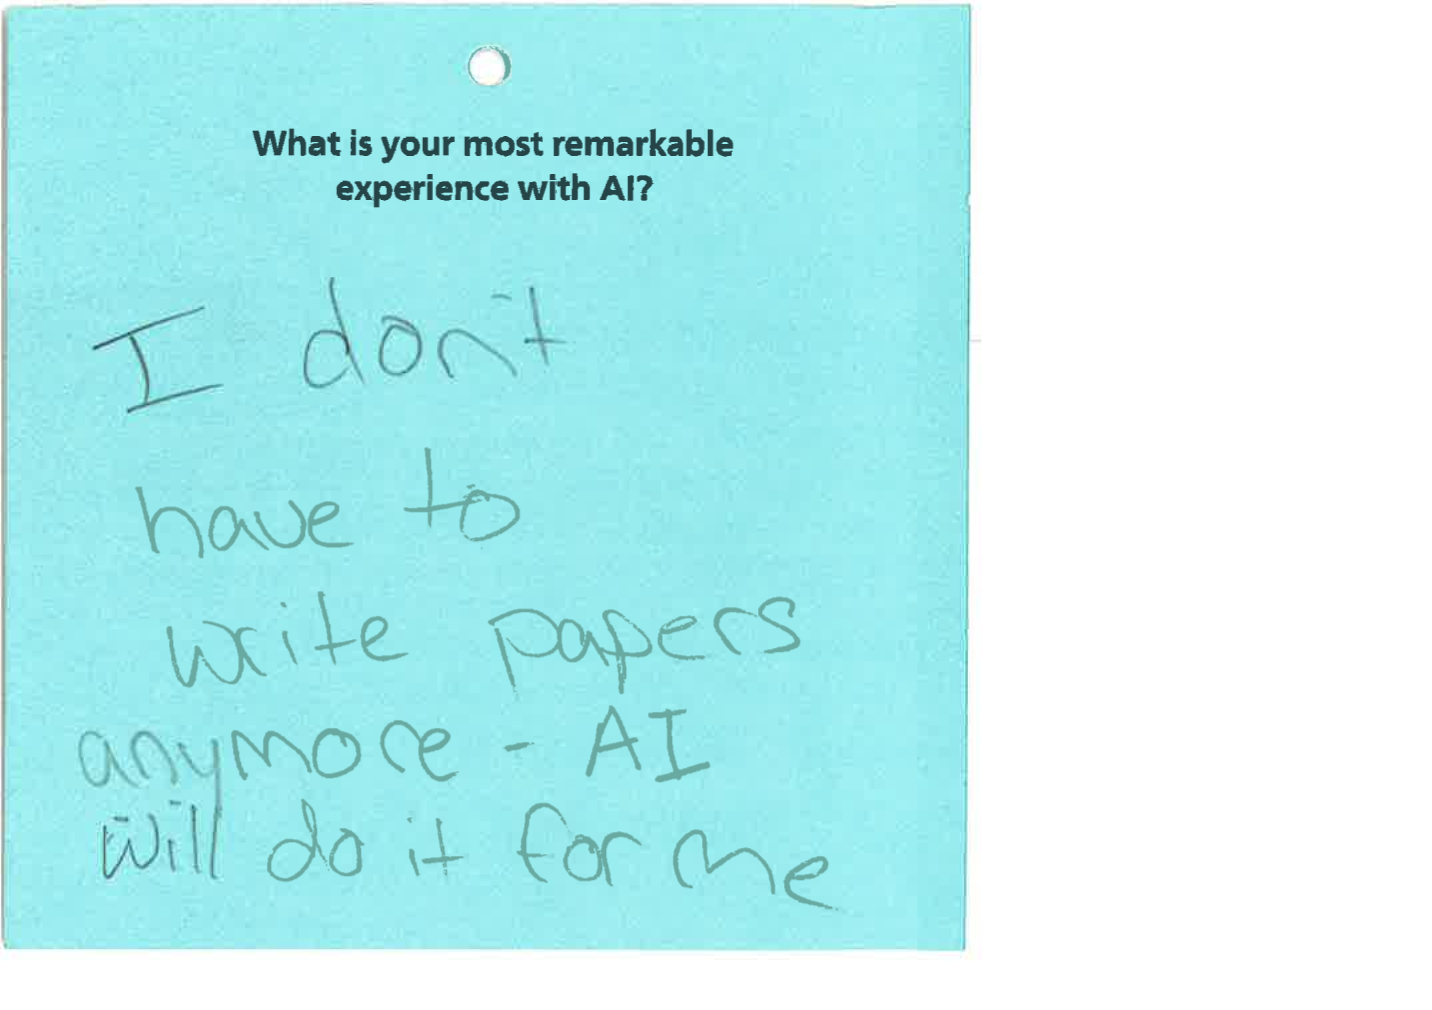 What is your most remarkable
experience with AI?
I don't
have to
write papers
anymore - AI
will do it for me